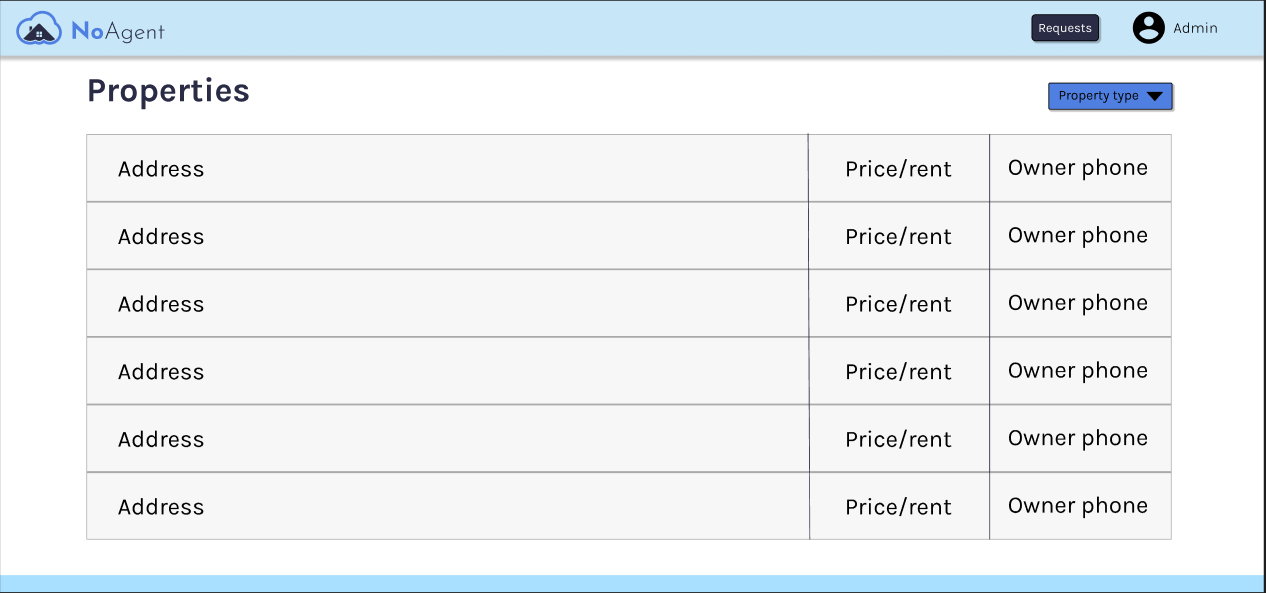 NoAgent
Requests
Admin
Properties
Property type
Address Price/rent Owner phone
Address Price/rent Owner phone
Address Price/rent Owner phone
Address Price/rent Owner phone
Address Price/rent Owner phone
Address Price/rent Owner phone